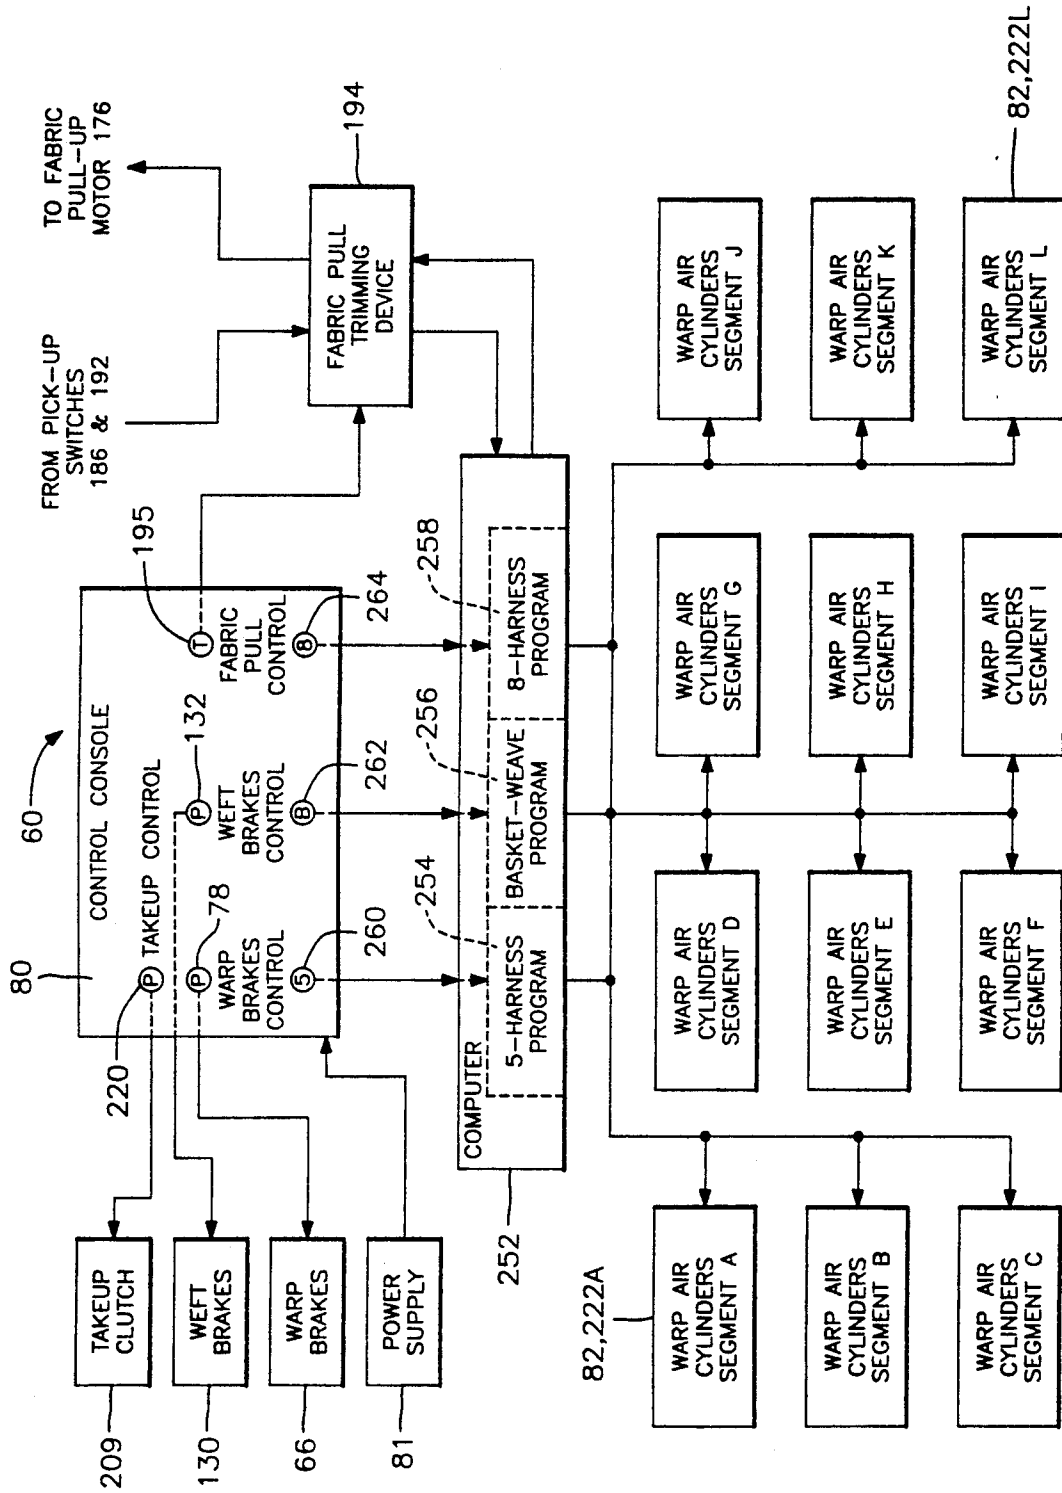 60
80
CONTROL CONSOLE
220
P
TAKEUP CONTROL
P
78
P
132
T
195
WARP
BRAKES
CONTROL
WEFT
BRAKES
CONTROL
FABRIC
PULL
CONTROL
5
260
B
262
8
264
209
TAKEUP
CLUTCH
130
WEFT
BRAKES
66
WARP
BRAKES
81
POWER
SUPPLY
FROM PICK-UP
SWITCHES
186 & 192
TO FABRIC
PULL-UP
MOTOR 176
FABRIC PULL
TRIMMING
DEVICE
194
252
COMPUTER
254
5-HARNESS
PROGRAM
256
BASKET-WEAVE
PROGRAM
258
8-HARNESS
PROGRAM
82,222A
WARP AIR
CYLINDERS
SEGMENT A
WARP AIR
CYLINDERS
SEGMENT B
WARP AIR
CYLINDERS
SEGMENT C
WARP AIR
CYLINDERS
SEGMENT D
WARP AIR
CYLINDERS
SEGMENT E
WARP AIR
CYLINDERS
SEGMENT F
WARP AIR
CYLINDERS
SEGMENT G
WARP AIR
CYLINDERS
SEGMENT H
WARP AIR
CYLINDERS
SEGMENT I
WARP AIR
CYLINDERS
SEGMENT J
WARP AIR
CYLINDERS
SEGMENT K
WARP AIR
CYLINDERS
SEGMENT L
82,222L